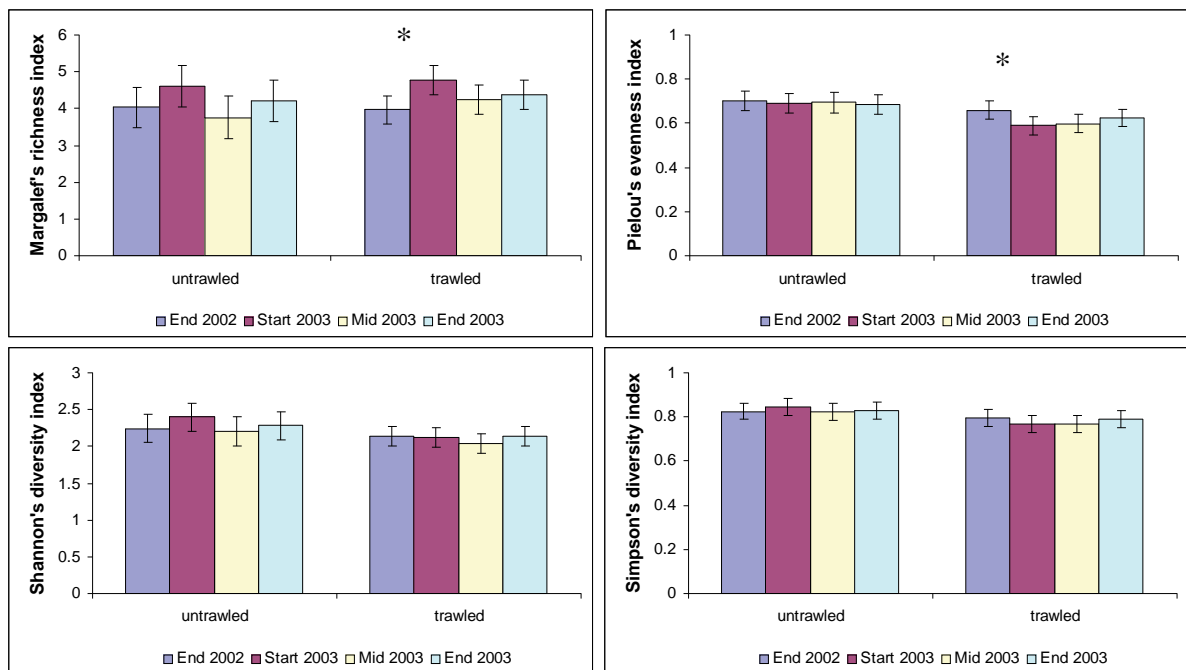 Margalef's richness index
6
5
4
3
2
1
0
*
untrawled trawled
End 2002 Start 2003 Mid 2003 End 2003
Pielou's evenness index
1
0.8
0.6
0.4
0.2
0
*
untrawled trawled
End 2002 Start 2003 Mid 2003 End 2003
Shannon's diversity index
3
2.5
2
1.5
1
0.5
0
untrawled trawled
End 2002 Start 2003 Mid 2003 End 2003
Simpson's diversity index
1
0.8
0.6
0.4
0.2
0
untrawled trawled
End 2002 Start 2003 Mid 2003 End 2003